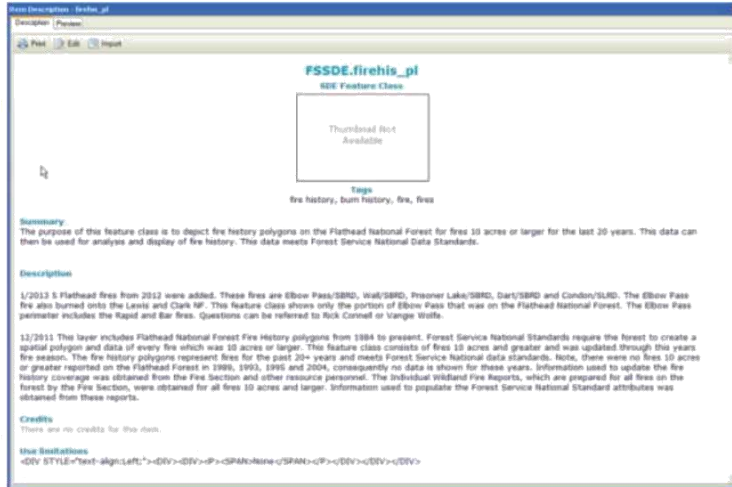 Item Description - firehis_pl
Description Preview
Print Edit Import
FSSDE.firehis_pl
SDE Feature Class
Thumbnail Not
Available
Tags
fire history, burn history, fire, fires
Summary
The purpose of this feature class is to depict fire history polygons on the Flathead National Forest for fires 10 acres or larger for the last 20 years. This data can
then be used for analysis and display of fire history. This data meets Forest Service National Data Standards.
Description
1/2013 5 Flathead fires from 2012 were added. These fires are Elbow Pass/SBRD, Wall/SBRD, Prisoner Lake/SBRD, Dart/SBRD and Condon/SLRD. The Elbow Pass
fire also burned onto the Lewis and Clark NF. This feature class shows only the portion of Elbow Pass that was on the Flathead National Forest. The Elbow Pass
perimeter includes the Rapid and Bar fires. Questions can be referred to Rick Connell or Vangie Wolfe.
12/2011 This layer includes Flathead National Forest Fire History polygons from 1984 to present. Forest Service National Standards require the forest to create a
spatial polygon and data of every fire which was 10 acres or larger. This feature class consists of fires 10 acres and greater and was updated through this years
fire season. The fire history polygons represent fires for the past 20+ years and meets Forest Service National data standards. Note, there were no fires 10 acres
or greater reported on the Flathead Forest in 1989, 1993, 1995 and 2004, consequently no data is shown for these years. Information used to update the fire
history coverage was obtained from the Fire Section and other resource personnel. The Individual Wildland Fire Reports, which are prepared for all fires on the
forest by the Fire Section, were obtained for all fires 10 acres and larger. Information used to populate the Forest Service National Standard attributes was
obtained from these reports.
Credits
There are no credits for this item.
Use limitations
<DIV STYLE="text-align:Left;"><DIV><DIV><P><SPAN>None</SPAN></P></DIV></DIV></DIV>